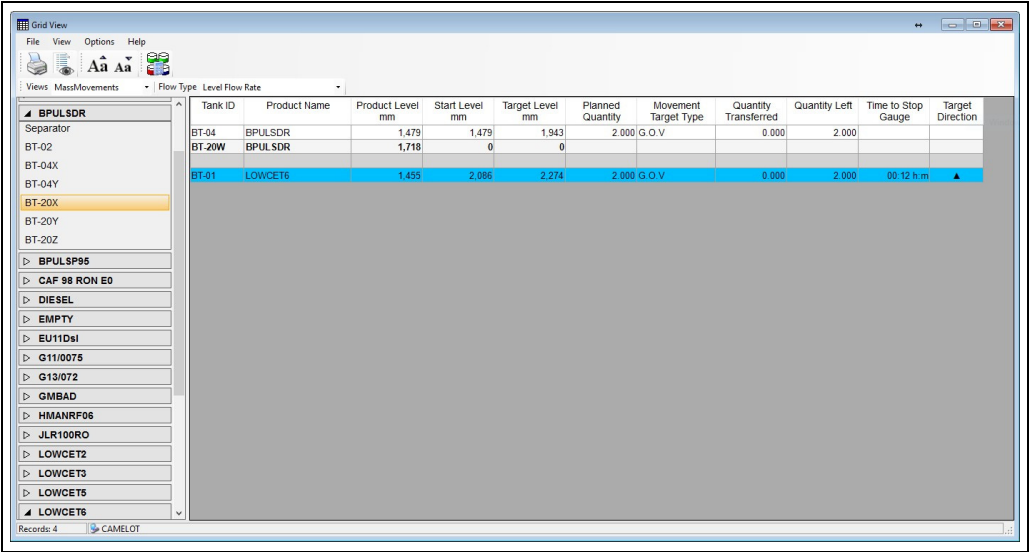 Grid View
File View Options Help
Aâ Aǎ
Views MassMovements Flow Type Level Flow Rate
BPULSDR
Separator
BT-02
BT-04X
BT-04Y
BT-20X
BT-20Y
BT-20Z
BPULSP95
CAF 98 RON E0
DIESEL
EMPTY
EU11Dsl
G11/0075
G13/072
GMBAD
HMANRF06
JLR100RO
LOWCET2
LOWCET3
LOWCET5
LOWCET6
Tank ID Product Name Product Level mm Start Level mm Target Level mm Planned Quantity Movement Target Type Quantity Transferred Quantity Left Time to Stop Gauge Target Direction
BT-04 BPULSDR 1,479 1,479 1,943 2.000 G.O.V 0.000 2.000
BT-20W BPULSDR 1,718 0 0
BT-01 LOWCET6 1,455 2,086 2,274 2.000 G.O.V 0.000 2.000 00:12 h:m ▲
Records: 4 CAMELOT